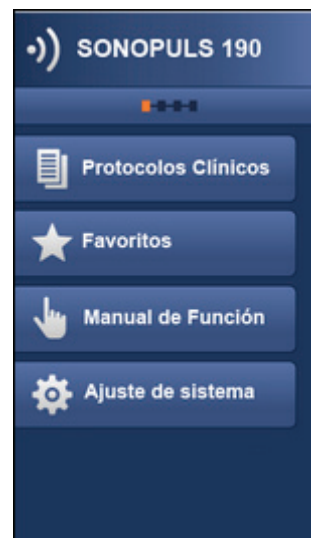 SONOPULS 190
Protocolos Clínicos
Favoritos
Manual de Función
Ajuste de sistema